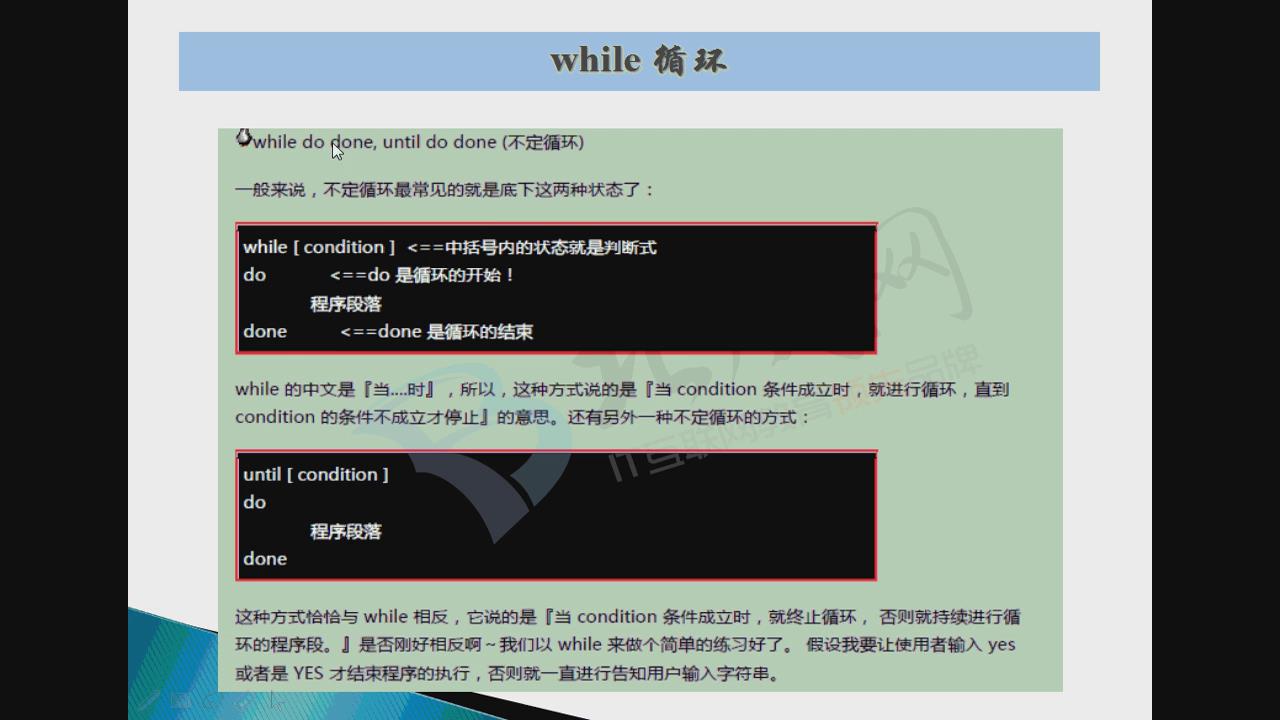 while 循环
while do done, until do done (不定循环)
一般来说，不定循环最常见的就是底下这两种状态了：
while [ condition ] <==中括号内的状态就是判断式
do <==do 是循环的开始！
程序段落
done <==done 是循环的结束
while 的中文是『当....时』，所以，这种方式说的是『当 condition 条件成立时，就进行循环，直到
condition 的条件不成立才停止』的意思。还有另外一种不定循环的方式：
until [ condition ]
do
程序段落
done
这种方式恰恰与 while 相反，它说的是『当 condition 条件成立时，就终止循环， 否则就持续进行循
环的程序段。』是否刚好相反啊～我们以 while 来做个简单的练习好了。 假设我要让使用者输入 yes
或者是 YES 才结束程序的执行，否则就一直进行告知用户输入字符串。
IT互联网教育领先品牌